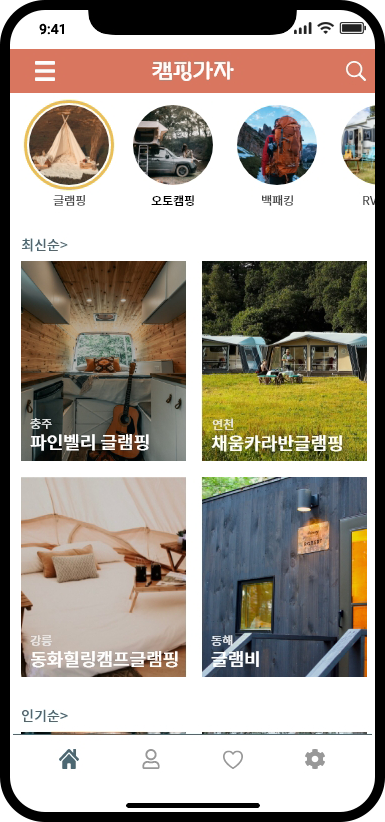 9:41
캠핑가자
글램핑
오토캠핑
백패킹
RV
최신순>
충주
파인벨리 글램핑
연천
채움카라반글램핑
강릉
동화힐링캠프글램핑
동해
글램비
인기순>